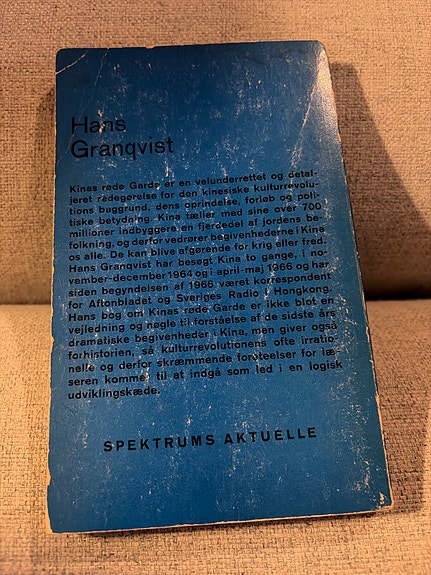 Hans
Granqvist
Kinas røde Garde er en velunderrettet og detal-
jeret redegørelse for den kinesiske kulturrevolu-
tions baggrund, dens oprindelse, forløb og poli-
tiske betydning. Kina tæller med sine over 700
millioner indbyggere en fjerdedel af jordens be-
folkning, og derfor vedrører begivenhederne i Kina
os alle. De kan blive afgørende for krig eller fred.
Hans Granqvist har besøgt Kina to gange, i no-
vember-december 1964 og i april-maj 1966 og har
siden begyndelsen af 1966 været korrespondent
for Aftonbladet og Sveriges Radio i Hongkong.
Hans bog om Kinas røde Garde er ikke blot en
vejledning og nøgle til forståelse af de sidste års
dramatiske begivenheder i Kina, men giver også
forhistorien, så kulturrevolutionens ofte irratio-
nelle og derfor skræmmende foreteelser for læ-
seren kommer til at indgå som led i en logisk
udviklingskæde.
SPEKTRUMS AKTUELLE